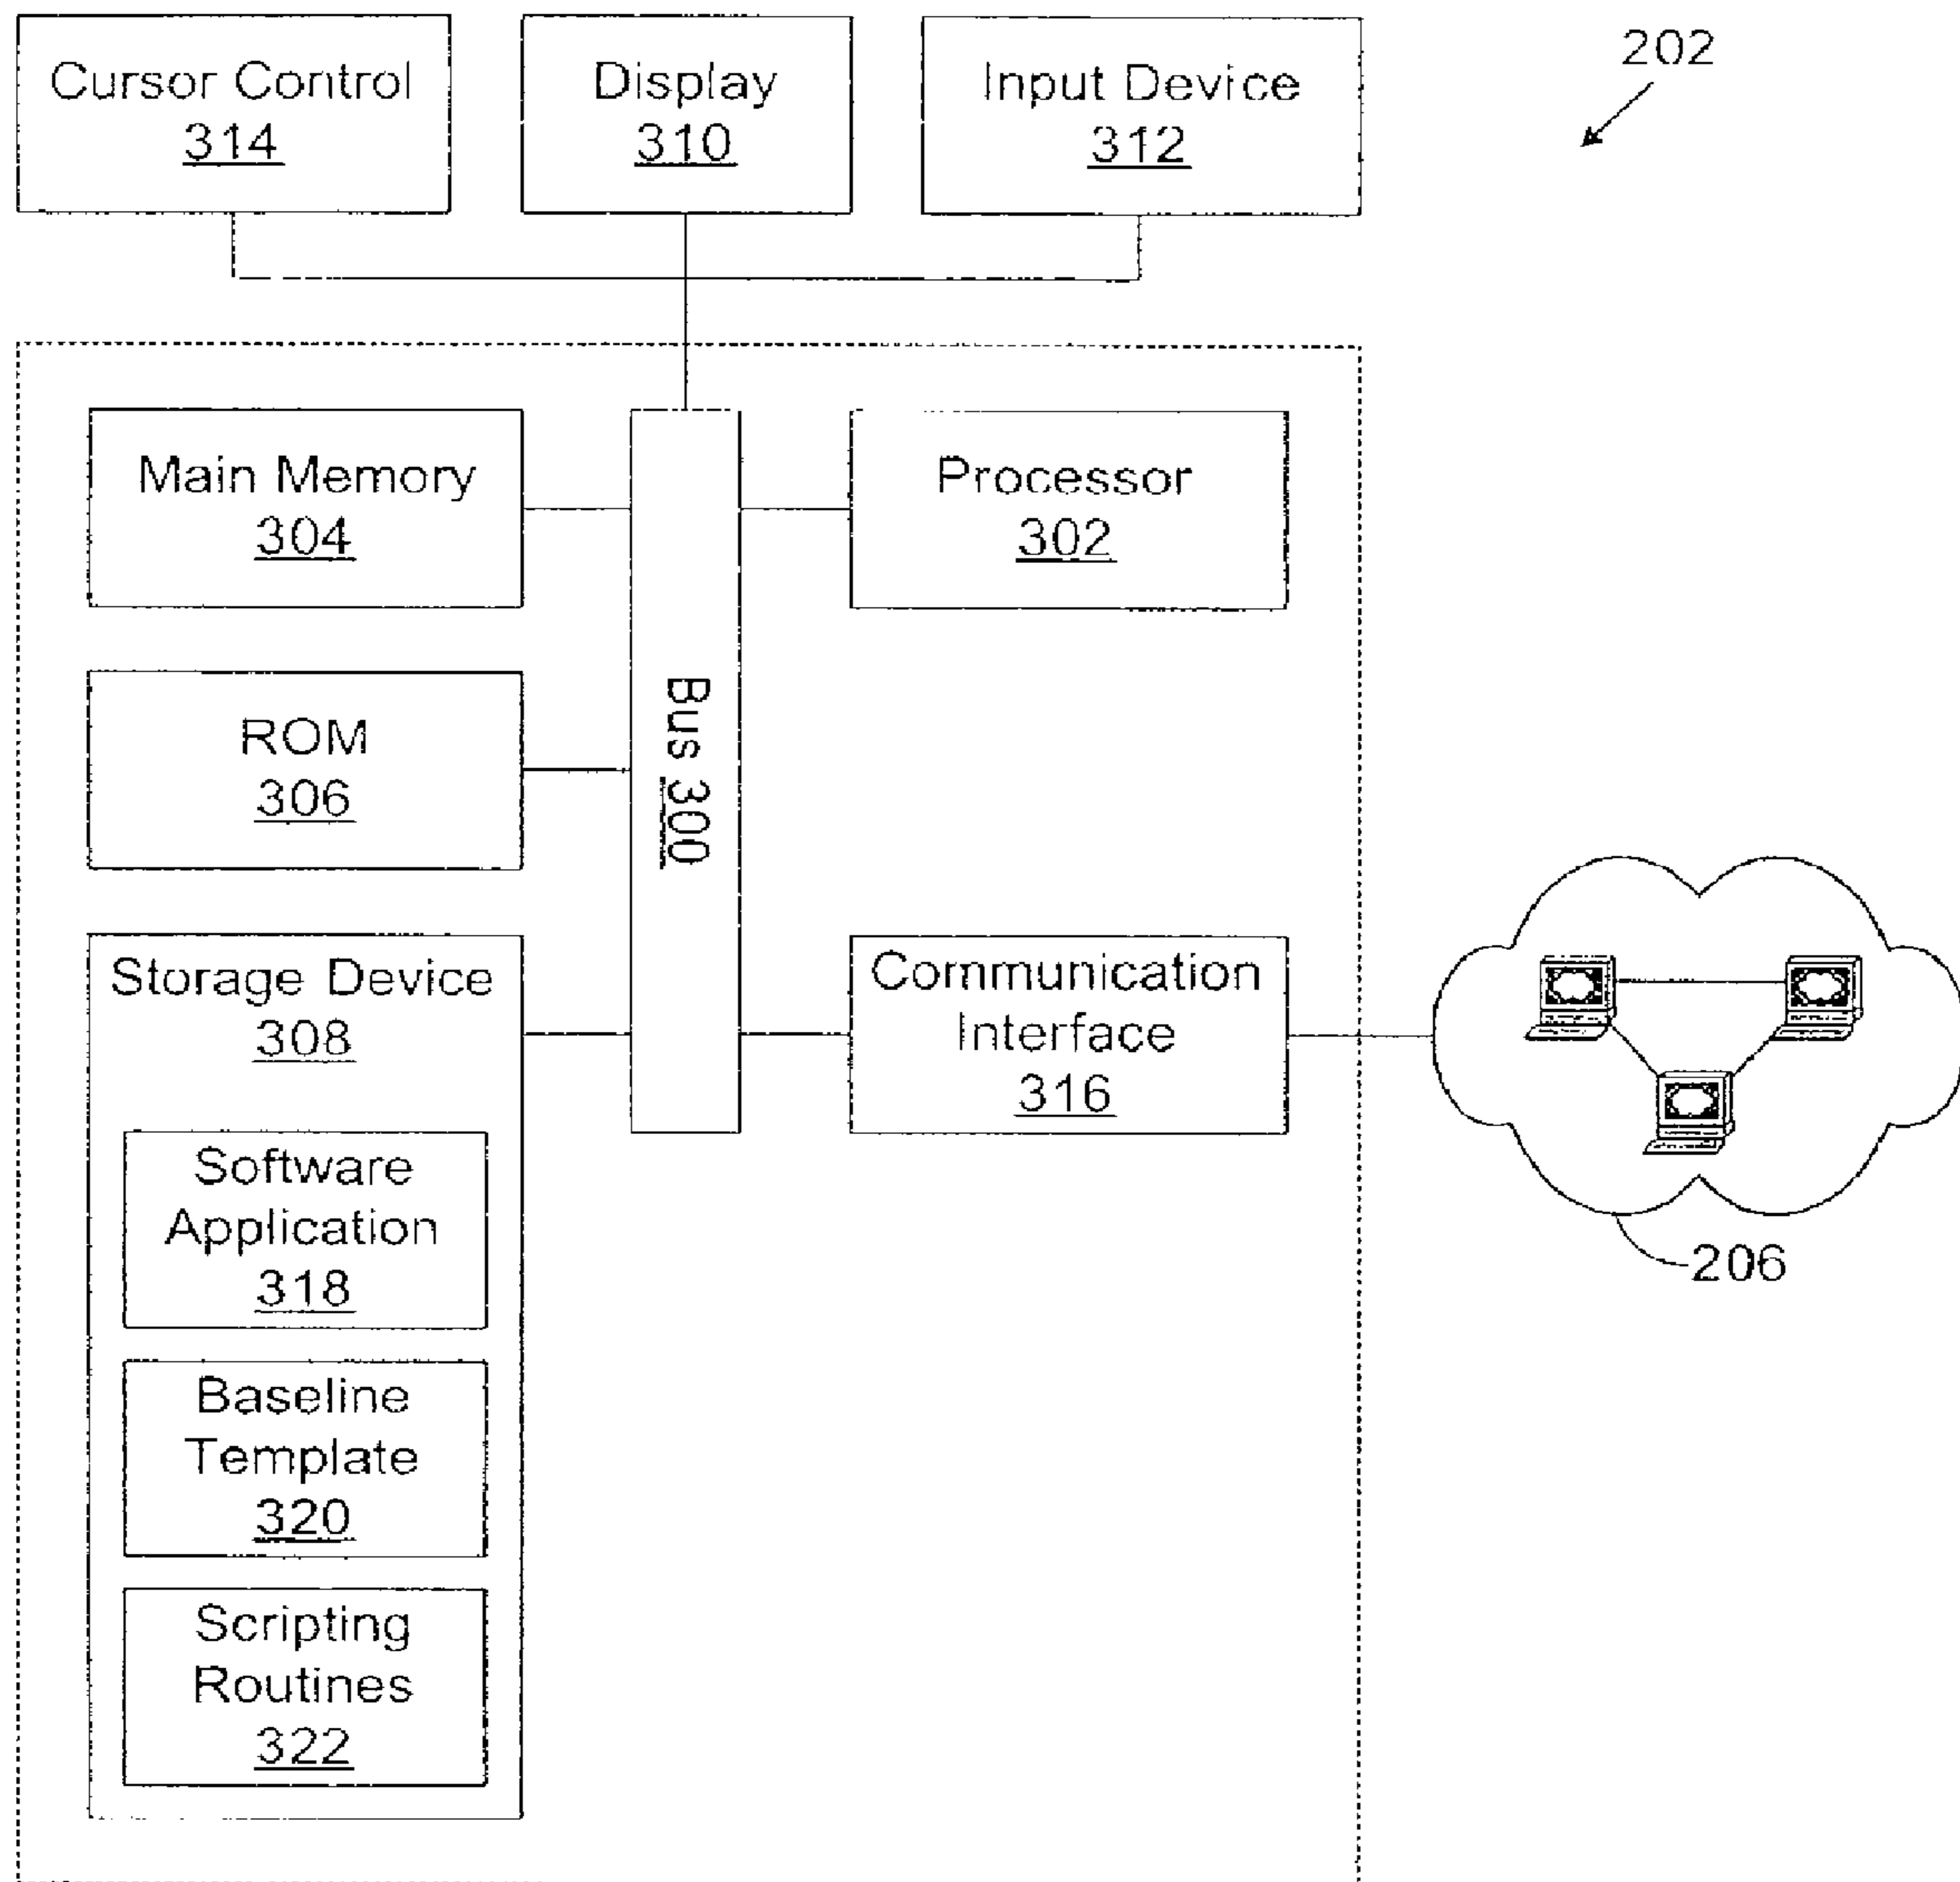 Cursor Control
314
Display
310
Input Device
312
202
Main Memory
304
Processor
302
ROM
306
Bus 300
Storage Device
308
Communication
Interface
316
Software
Application
318
206
Baseline
Template
320
Scripting
Routines
322